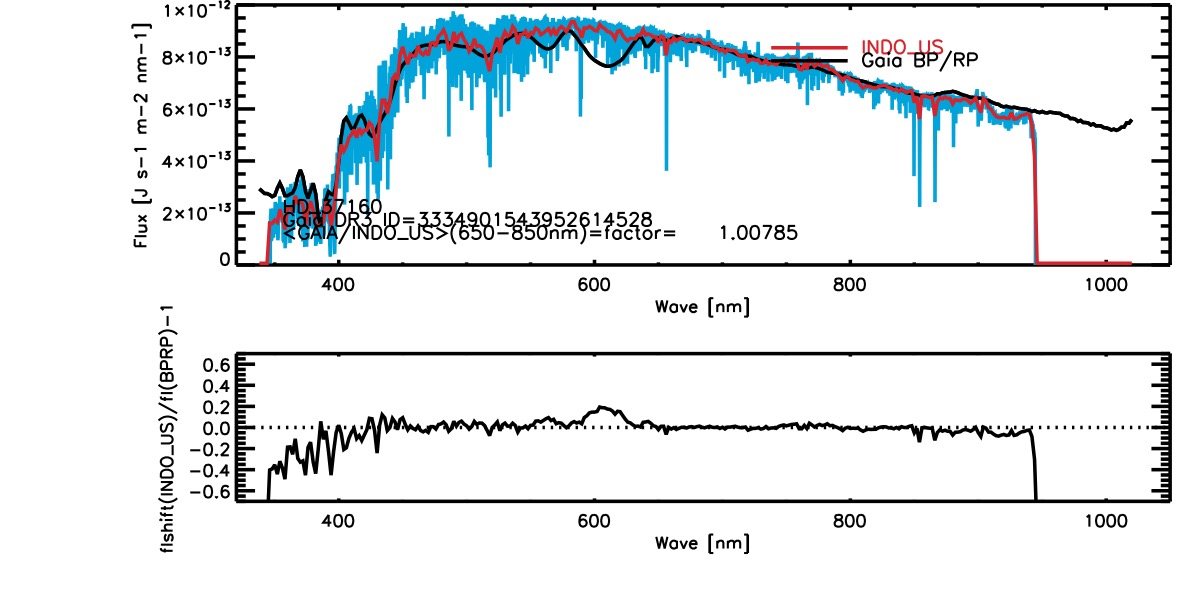 1×10-12
8×10-13
6×10-13
4×10-13
2×10-13
0
Flux [J s-1 m-2 nm-1]
INDO_US
Gaia BP/RP
HD 37160
Gaia DR3 ID=3334901543952614528
<GAIA/INDO_US>(650-850nm)=factor= 1.00785
400 600 800 1000
Wave [nm]
flshift(INDO_US)/fl(BPRP)-1
0.6
0.4
0.2
0.0
-0.2
-0.4
-0.6
400 600 800 1000
Wave [nm]